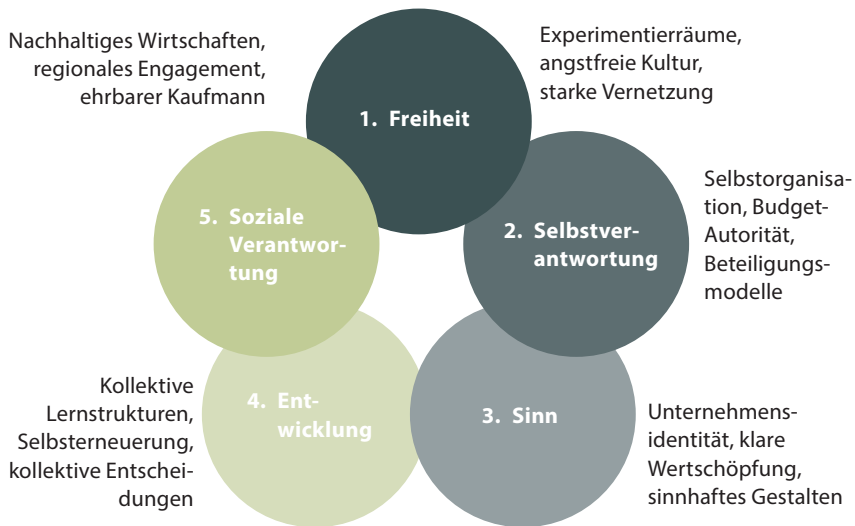 1. Freiheit
Experimentierräume,
angstfreie Kultur,
starke Vernetzung
2. Selbstver-
antwortung
Selbstorganisa-
tion, Budget-
Autorität,
Beteiligungs-
modelle
3. Sinn
Unternehmens-
identität, klare
Wertschöpfung,
sinnhaftes Gestalten
4. Ent-
wicklung
Kollektive
Lernstrukturen,
Selbsterneuerung,
kollektive Entschei-
dungen
5. Soziale
Verantwor-
tung
Nachhaltiges Wirtschaften,
regionales Engagement,
ehrbarer Kaufmann